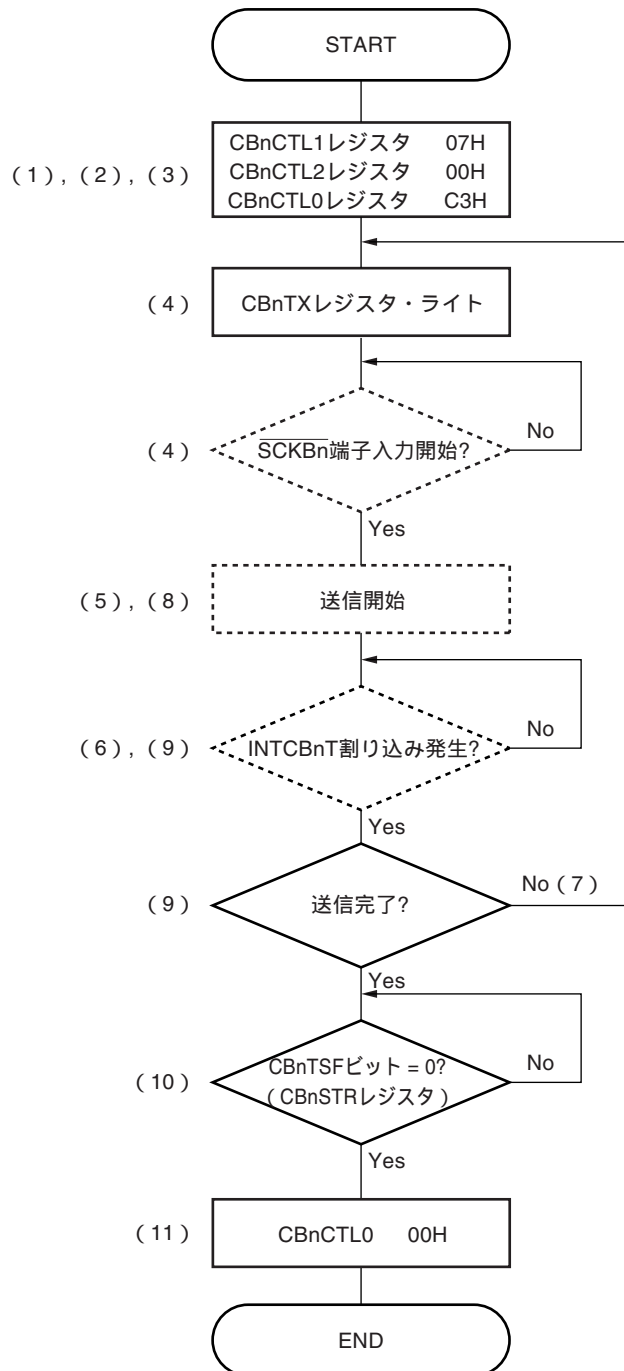 START
CBnCTL1レジスタ 07H
(1), (2), (3)
CBnCTL2レジスタ 00H
CBnCTL0レジスタ C3H
(4)
CBnTXレジスタ・ライト
(4)
SCKBn端子入力開始?
No
Yes
(5), (8)
送信開始
(6), (9)
INTCBnT割り込み発生?
No
Yes
(9)
送信完了?
No (7)
Yes
(10)
CBnTSFビット = 0?
(CBnSTRレジスタ)
No
Yes
(11)
CBnCTL0 00H
END